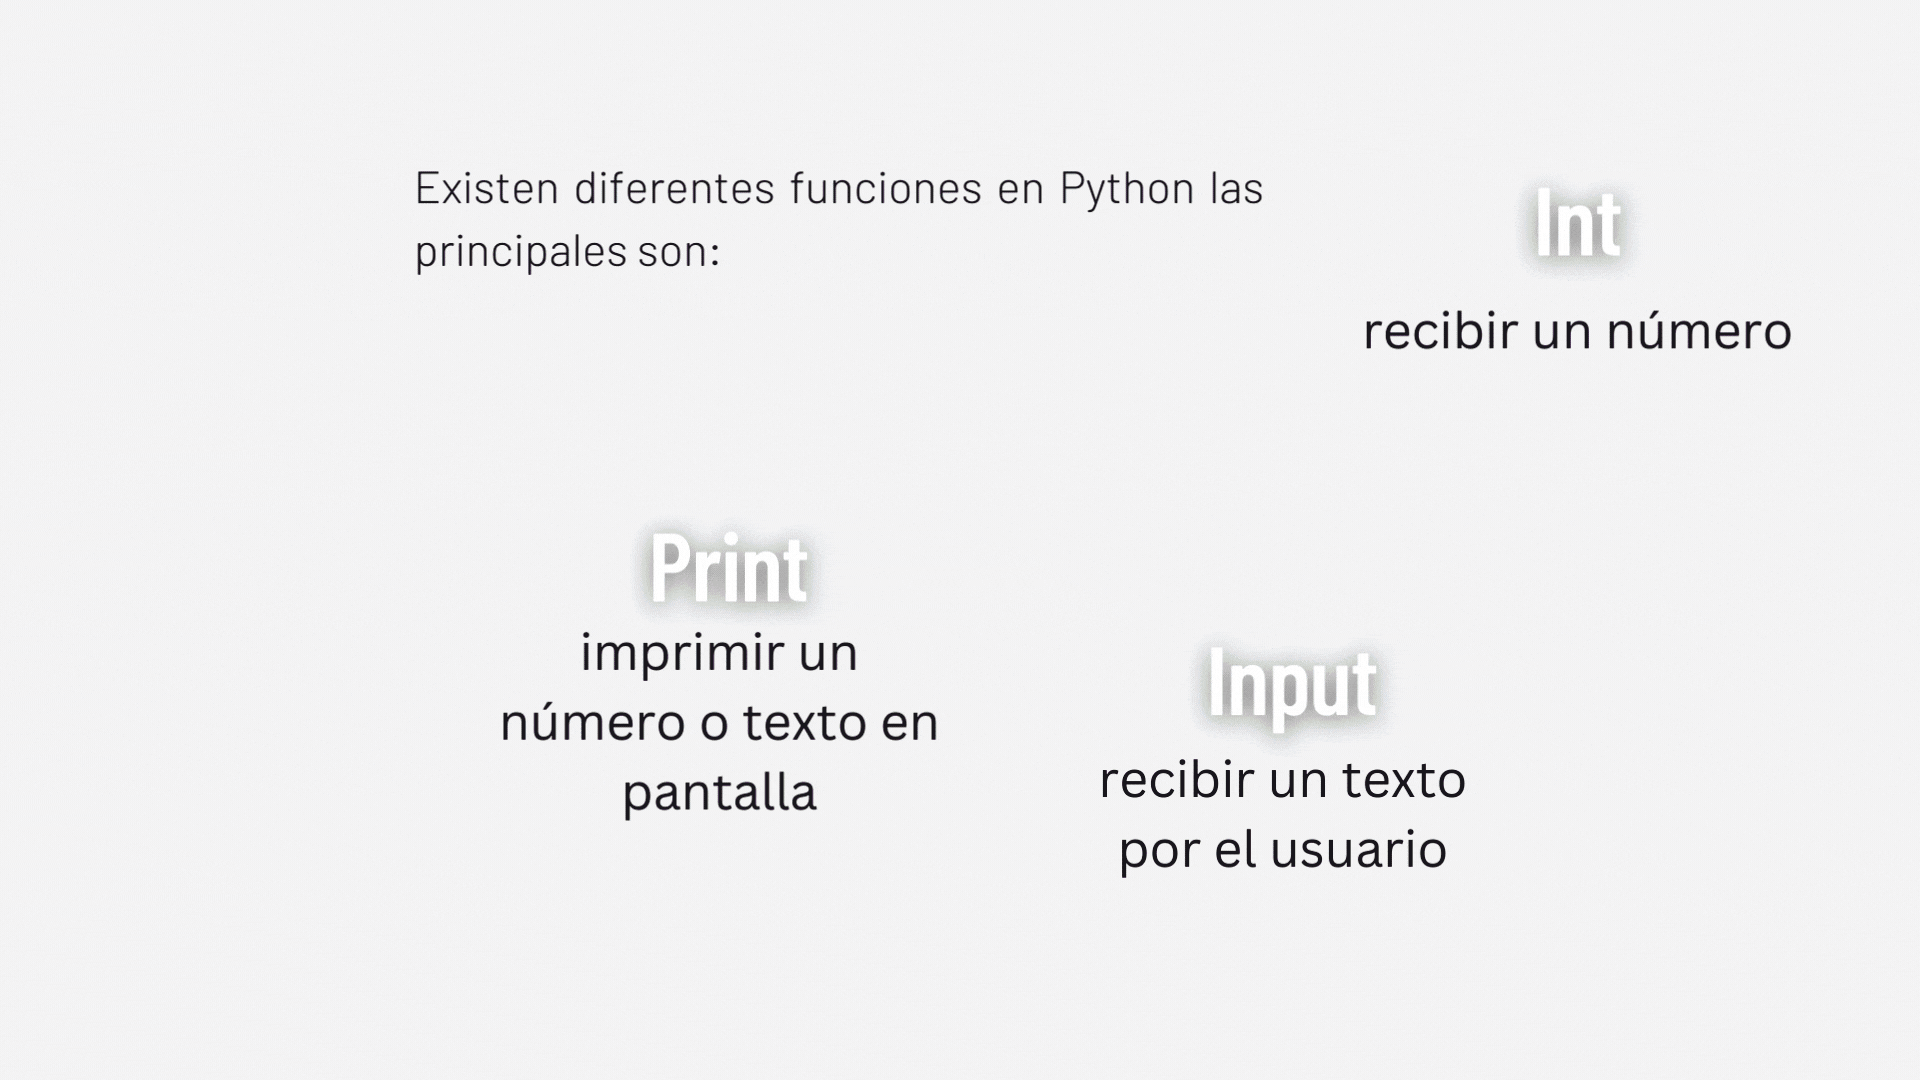 Existen diferentes funciones en Python las
principales son:
Int
recibir un número
Print
imprimir un
número o texto en
pantalla
Input
recibir un texto
por el usuario